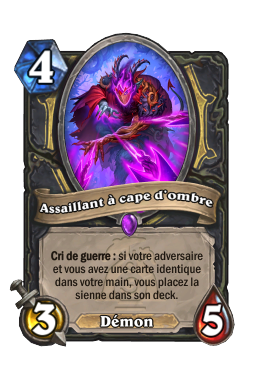 4
Assaillant à cape d'ombre
Cri de guerre : si votre adversaire
et vous avez une carte identique
dans votre main, vous placez la
sienne dans son deck.
3
Démon
5